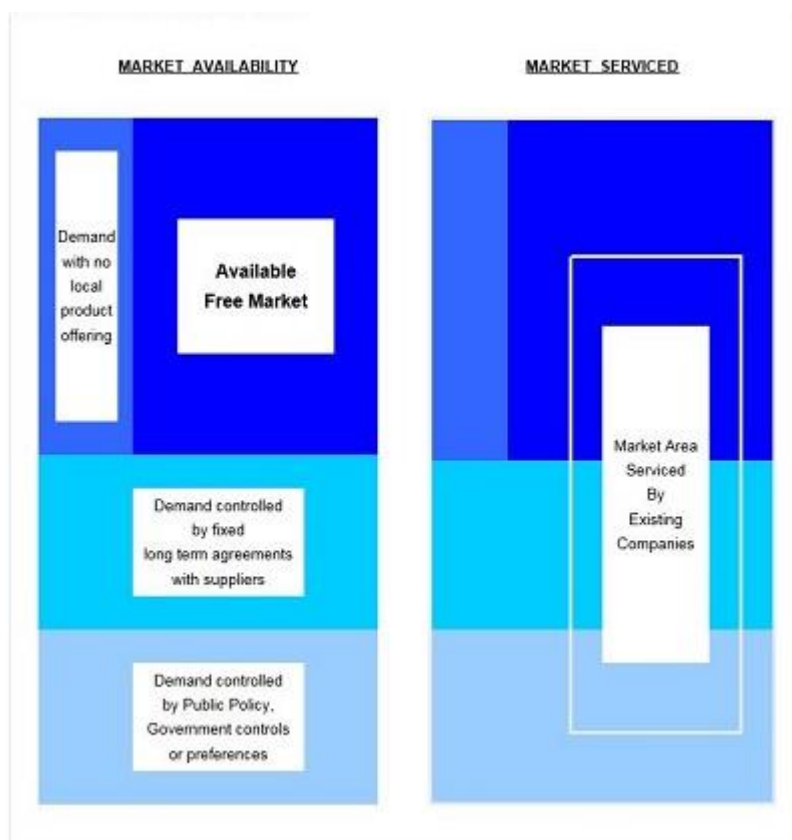 MARKET AVAILABILITY
MARKET SERVICED
Demand
with no
local
product
offering
Available
Free Market
Demand controlled
by fixed
long term agreements
with suppliers
Demand controlled
by Public Policy,
Government controls
or preferences
Market Area
Serviced
By
Existing
Companies